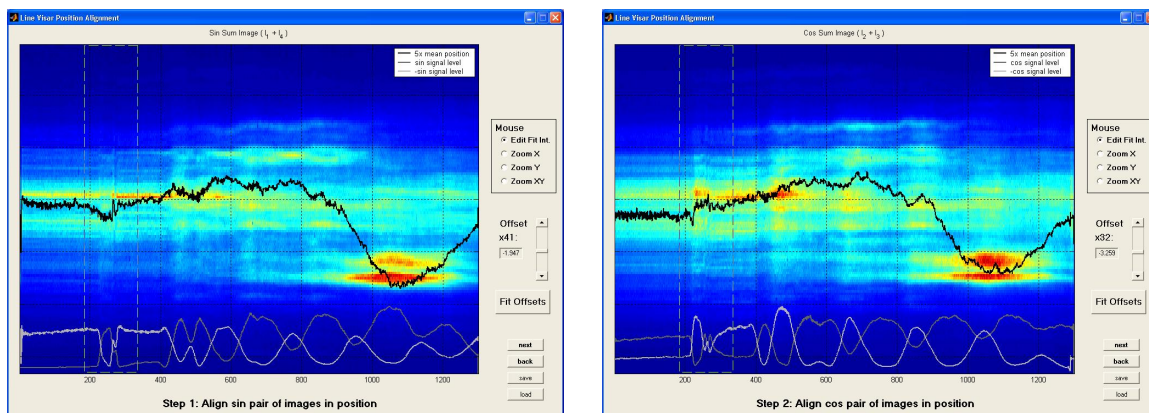 Line Visar Position Alignment
Sin Sum Image ( I1 + I4 )
5x mean position
sin signal level
-sin signal level
Mouse
Edit Fit Int.
Zoom X
Zoom Y
Zoom XY
Offset
x41:
-1.947
Fit Offsets
next
back
save
load
200 400 600 800 1000 1200
Step 1: Align sin pair of images in position
Line Visar Position Alignment
Cos Sum Image ( I2 + I3 )
5x mean position
cos signal level
-cos signal level
Mouse
Edit Fit Int.
Zoom X
Zoom Y
Zoom XY
Offset
x32:
-3.259
Fit Offsets
next
back
save
load
200 400 600 800 1000 1200
Step 2: Align cos pair of images in position